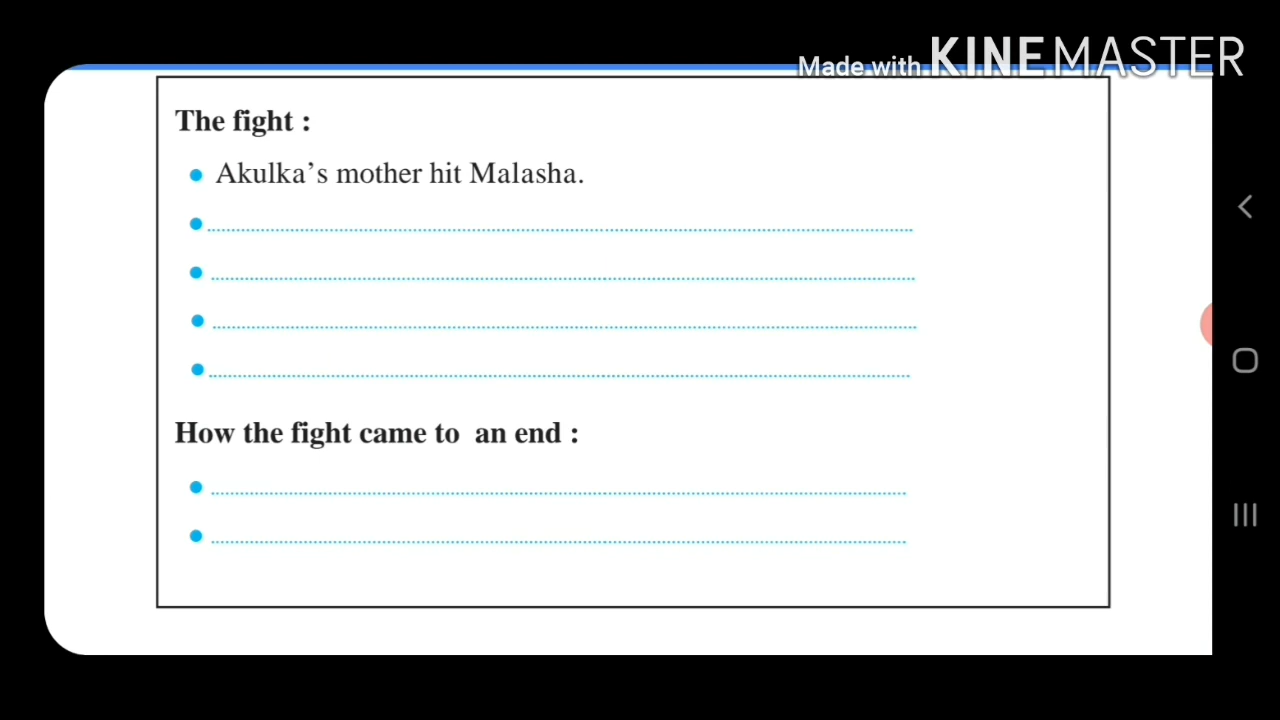 Made with KINEMASTER
The fight :
Akulka's mother hit Malasha.
How the fight came to an end :